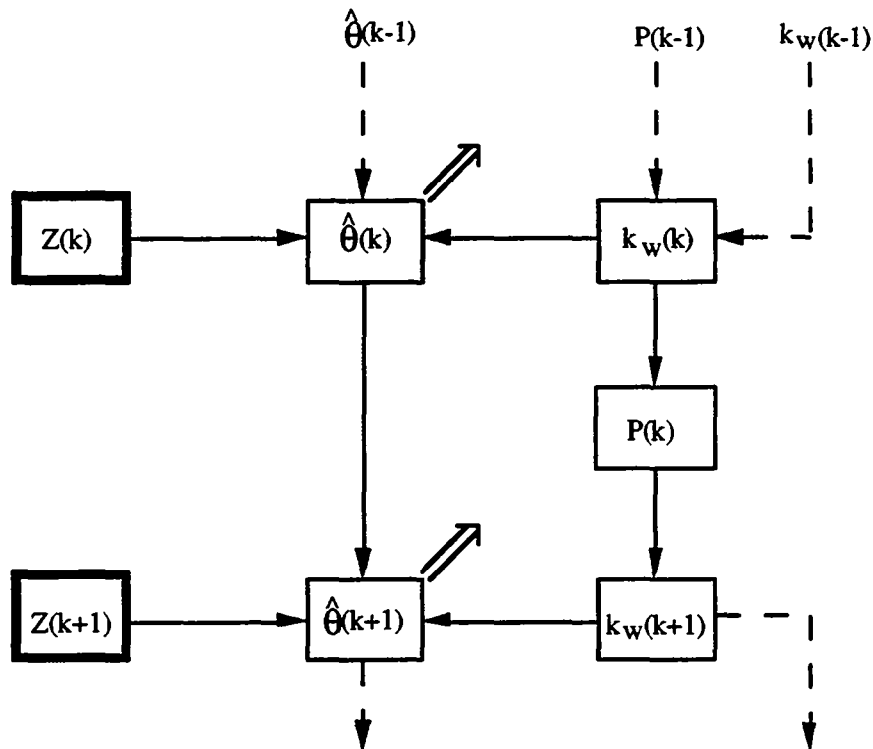 θ̂(k-1) P(k-1) k_w(k-1)
Z(k) θ̂(k) k_w(k)
P(k)
Z(k+1) θ̂(k+1) k_w(k+1)